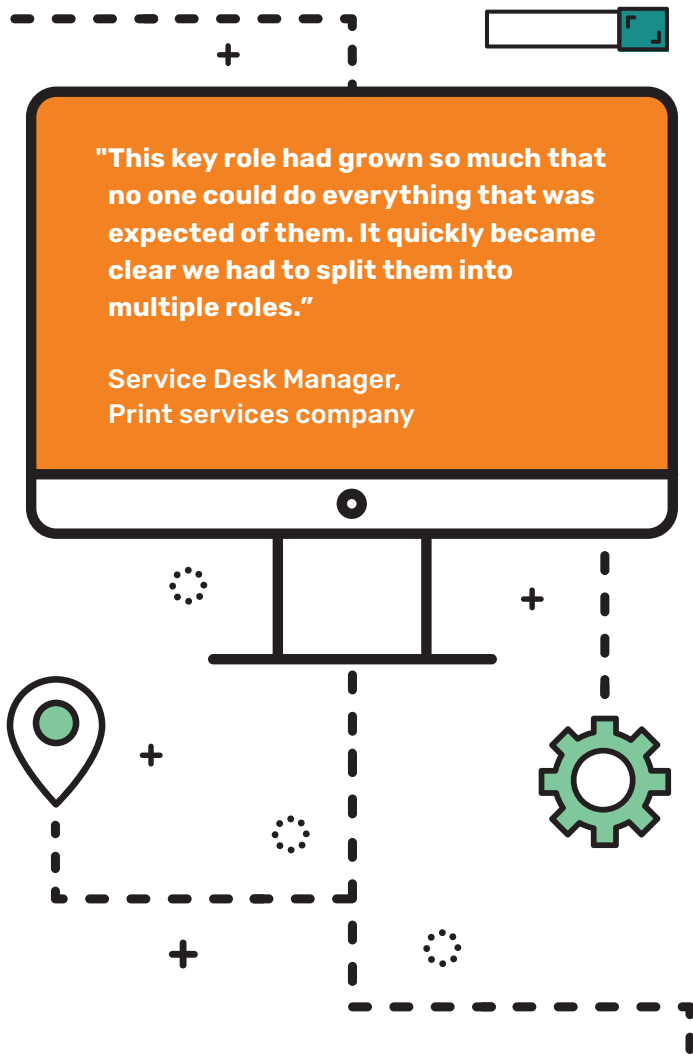 "This key role had grown so much that
no one could do everything that was
expected of them. It quickly became
clear we had to split them into
multiple roles.”
Service Desk Manager,
Print services company